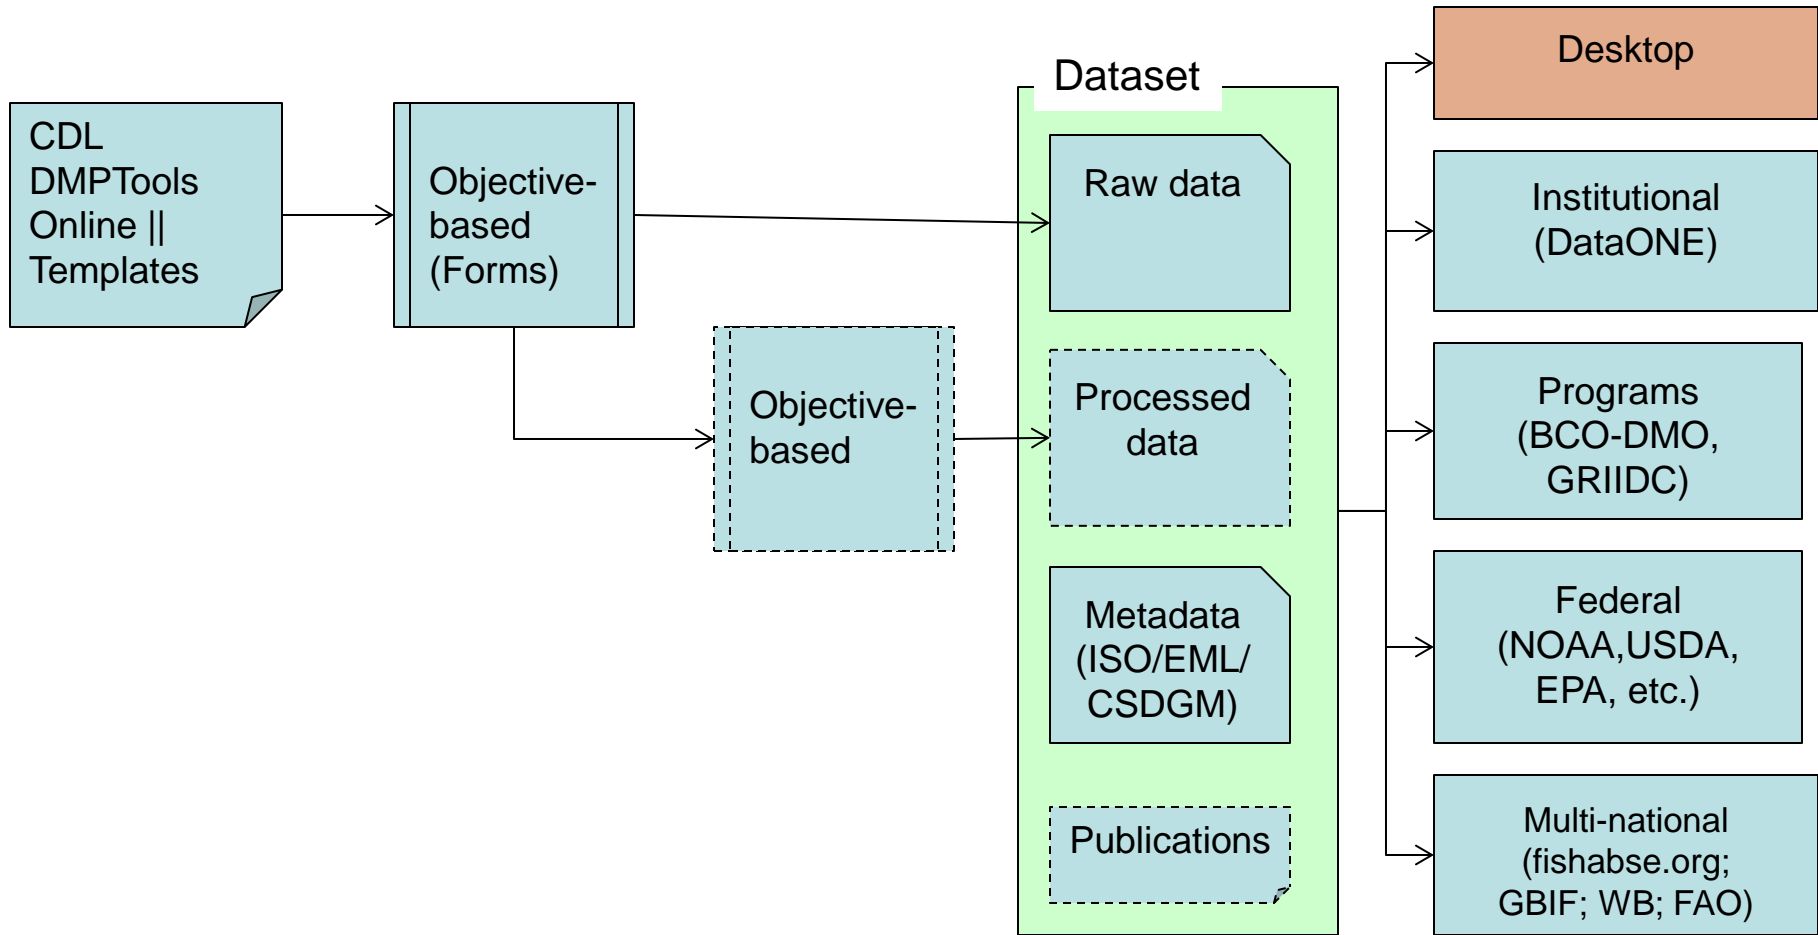 CDL
DMPTools
Online ||
Templates
Objective-
based
(Forms)
Objective-
based
Dataset
Raw data
Processed
data
Metadata
(ISO/EML/
CSDGM)
Publications
Desktop
Institutional
(DataONE)
Programs
(BCO-DMO,
GRIIDC)
Federal
(NOAA,USDA,
EPA, etc.)
Multi-national
(fishabse.org;
GBIF; WB; FAO)